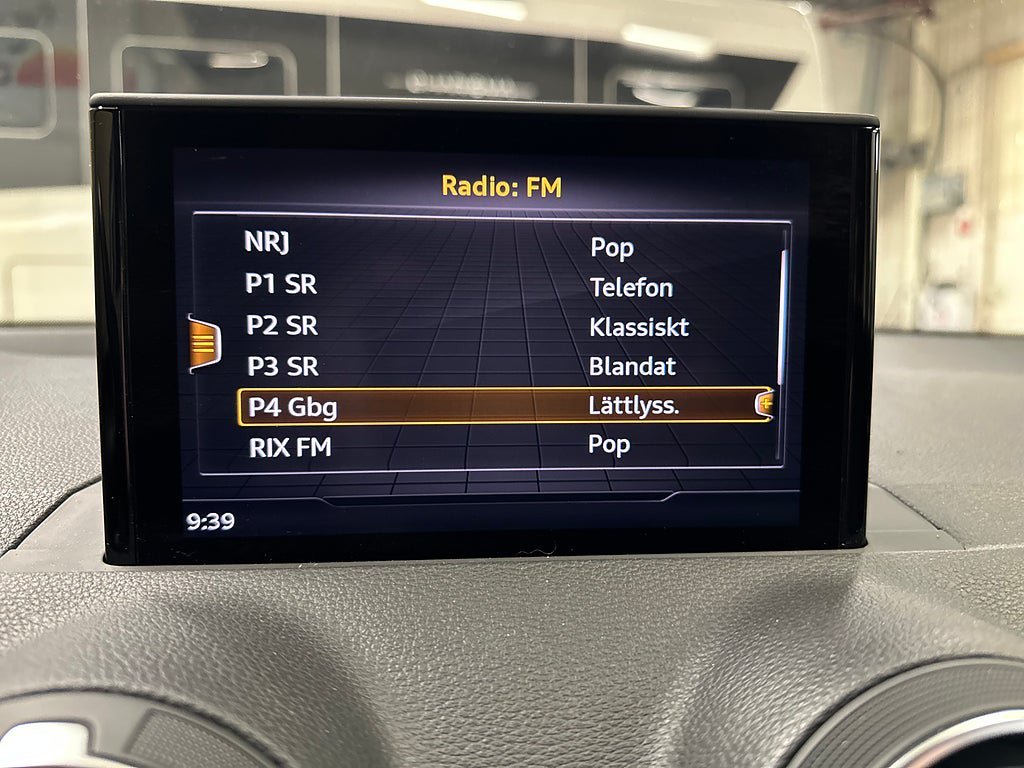 Radio: FM
NRJ Pop
P1 SR Telefon
P2 SR Klassiskt
P3 SR Blandat
P4 Gbg Lättlyss.
RIX FM Pop
9:39